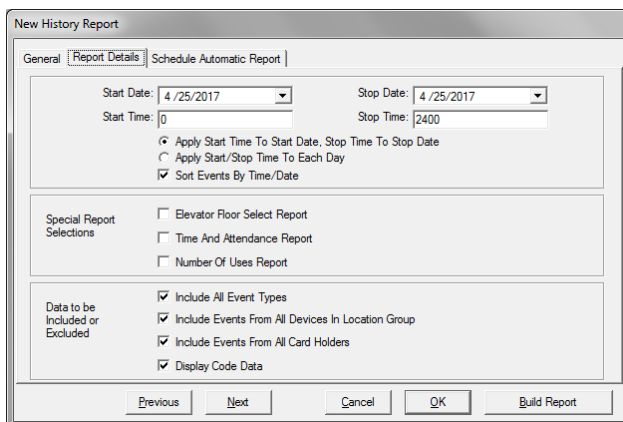 New History Report
General Report Details Schedule Automatic Report
Start Date: 4 /25/2017 Stop Date: 4 /25/2017
Start Time: 0 Stop Time: 2400
Apply Start Time To Start Date, Stop Time To Stop Date
Apply Start/Stop Time To Each Day
Sort Events By Time/Date
Special Report
Selections
Elevator Floor Select Report
Time And Attendance Report
Number Of Uses Report
Data to be
Included or
Excluded
Include All Event Types
Include Events From All Devices In Location Group
Include Events From All Card Holders
Display Code Data
Previous Next Cancel OK Build Report